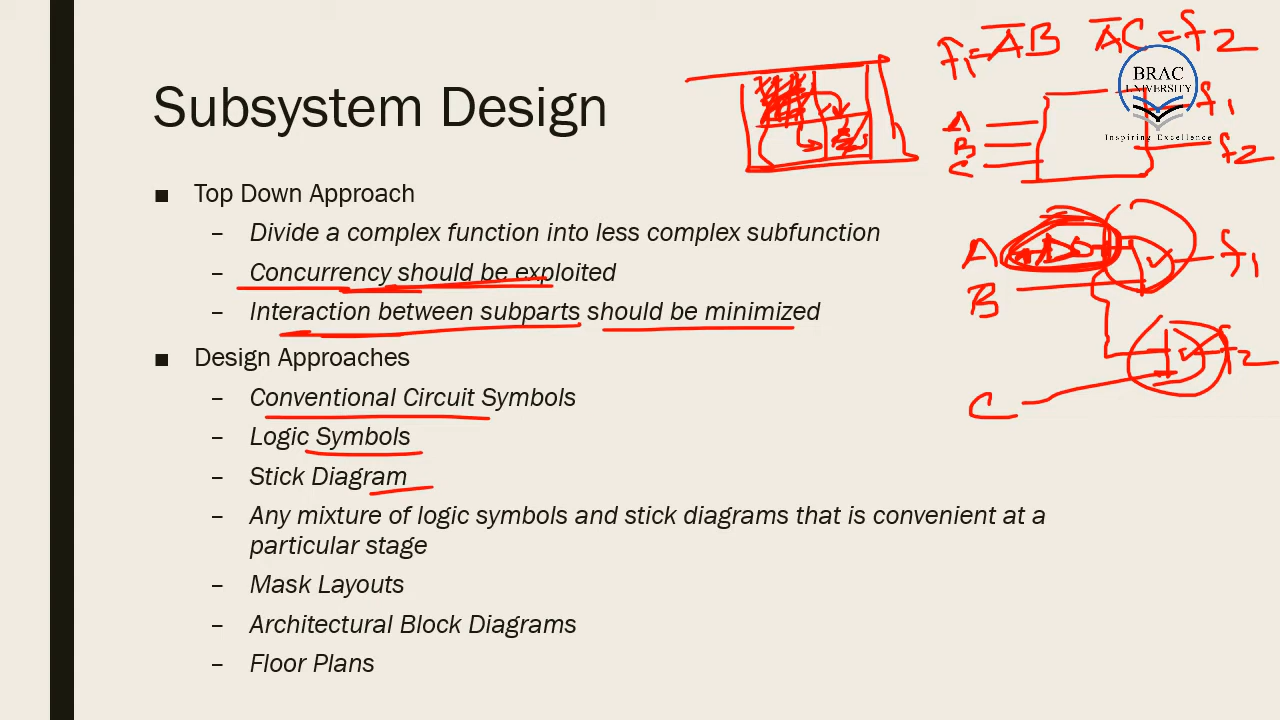 Subsystem Design
■ Top Down Approach
– Divide a complex function into less complex subfunction
– Concurrency should be exploited
– Interaction between subparts should be minimized
■ Design Approaches
– Conventional Circuit Symbols
– Logic Symbols
– Stick Diagram
– Any mixture of logic symbols and stick diagrams that is convenient at a
particular stage
– Mask Layouts
– Architectural Block Diagrams
– Floor Plans
f₁ = A̅B A̅C = f2
BRAC
UNIVERSITY
Inspiring Excellence
A
B
C
f1
f2
A
B
C
f1
f2